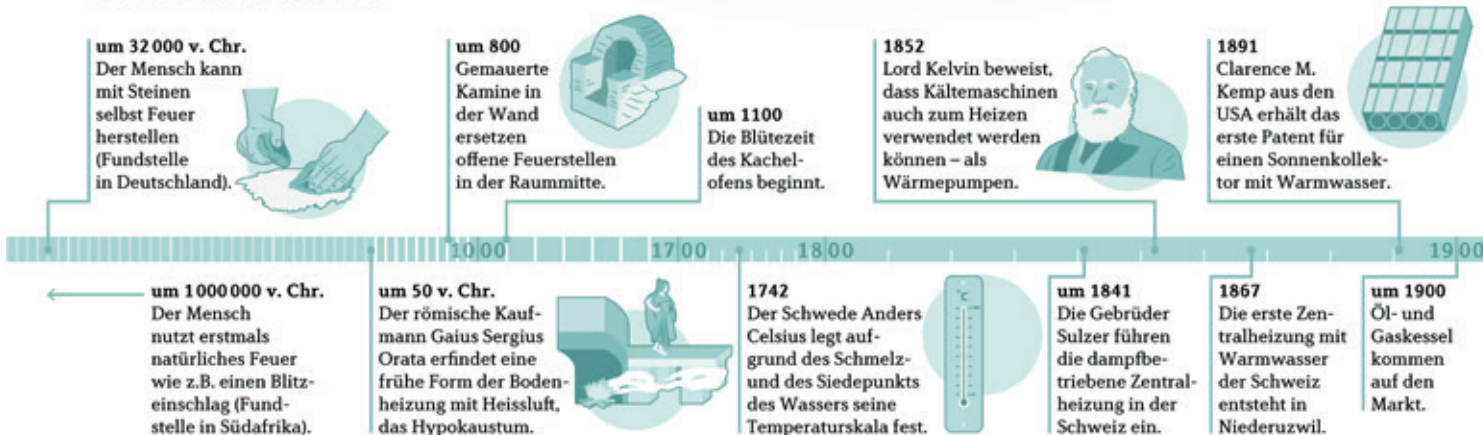 um 32 000 v. Chr.
Der Mensch kann
mit Steinen
selbst Feuer
herstellen
(Fundstelle
in Deutschland).
um 800
Gemauerte
Kamine in
der Wand
ersetzen
offene Feuerstellen
in der Raummitte.
um 1100
Die Blütezeit
des Kachel-
ofens beginnt.
1852
Lord Kelvin beweist,
dass Kältemaschinen
auch zum Heizen
verwendet werden
können – als
Wärmepumpen.
1891
Clarence M.
Kemp aus den
USA erhält das
erste Patent für
einen Sonnenkollek-
tor mit Warmwasser.
1000 1700 1800 1900
um 1 000 000 v. Chr.
Der Mensch
nutzt erstmals
natürliches Feuer
wie z.B. einen Blitz-
einschlag (Fund-
stelle in Südafrika).
um 50 v. Chr.
Der römische Kauf-
mann Gaius Sergius
Orata erfindet eine
frühe Form der Boden-
heizung mit Heissluft,
das Hypokaustum.
1742
Der Schwede Anders
Celsius legt auf-
grund des Schmelz-
und des Siedepunkts
des Wassers seine
Temperaturskala fest.
°C
um 1841
Die Gebrüder
Sulzer führen
die dampfbe-
triebene Zentral-
heizung in der
Schweiz ein.
1867
Die erste Zen-
tralheizung mit
Warmwasser
der Schweiz
entsteht in
Niederuzwil.
um 1900
Öl- und
Gaskessel
kommen
auf den
Markt.